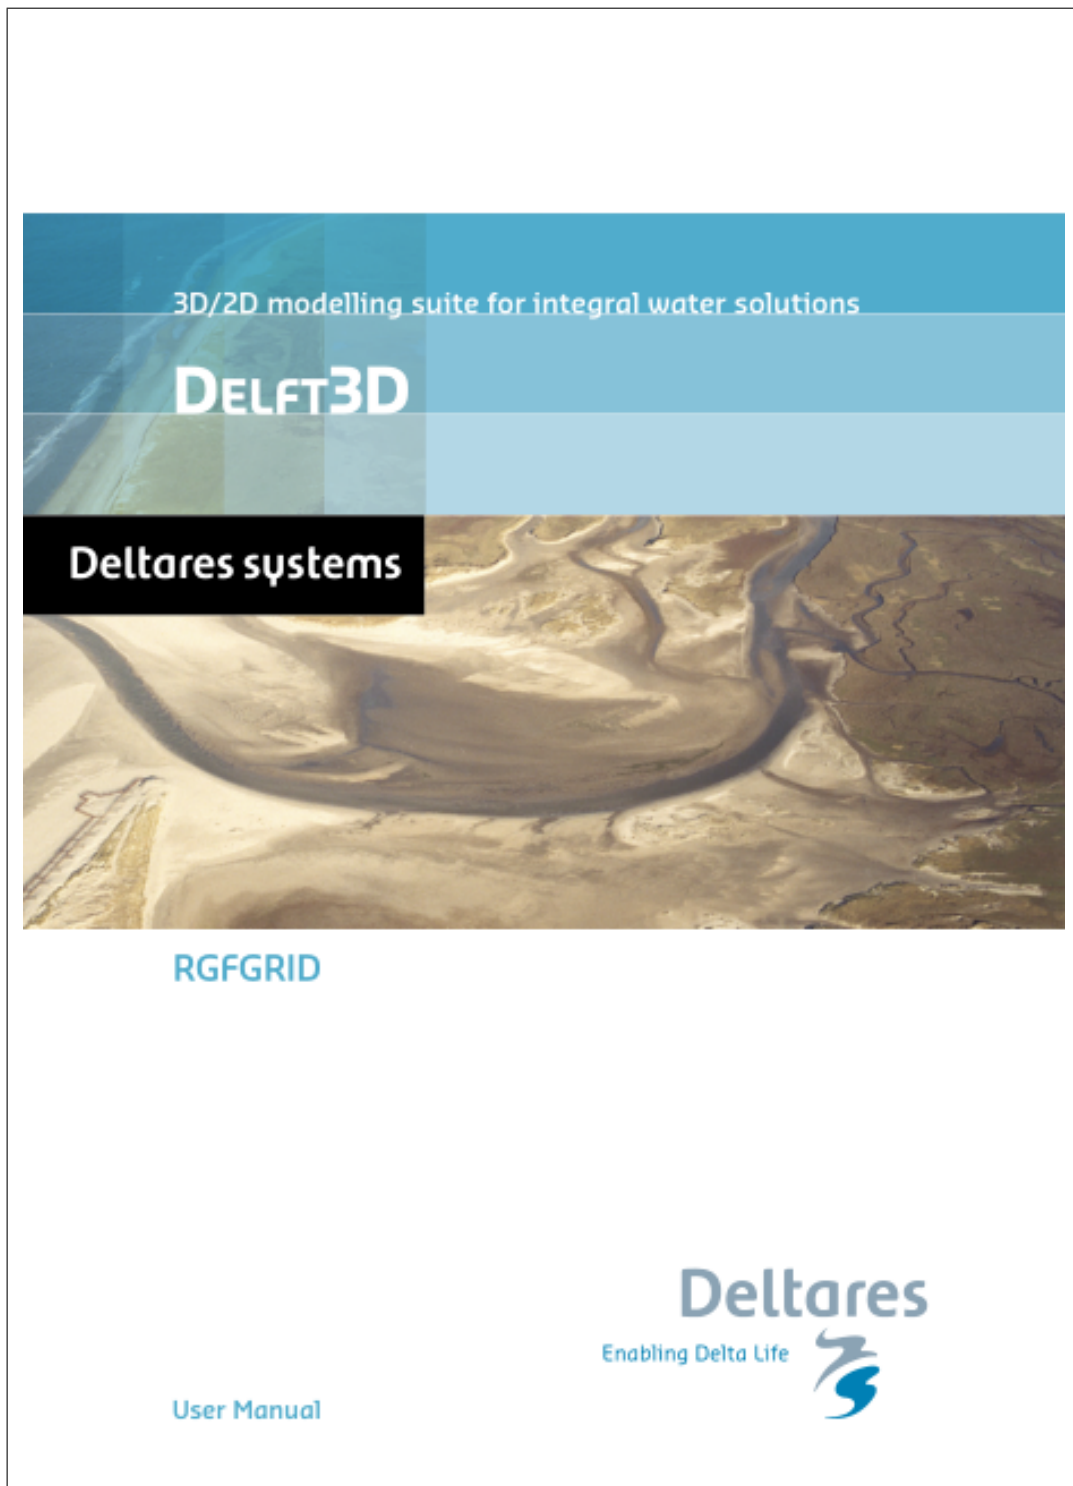 3D/2D modelling suite for integral water solutions
DELFT3D
Deltares systems
RGFGRID
Deltares
Enabling Delta Life
User Manual